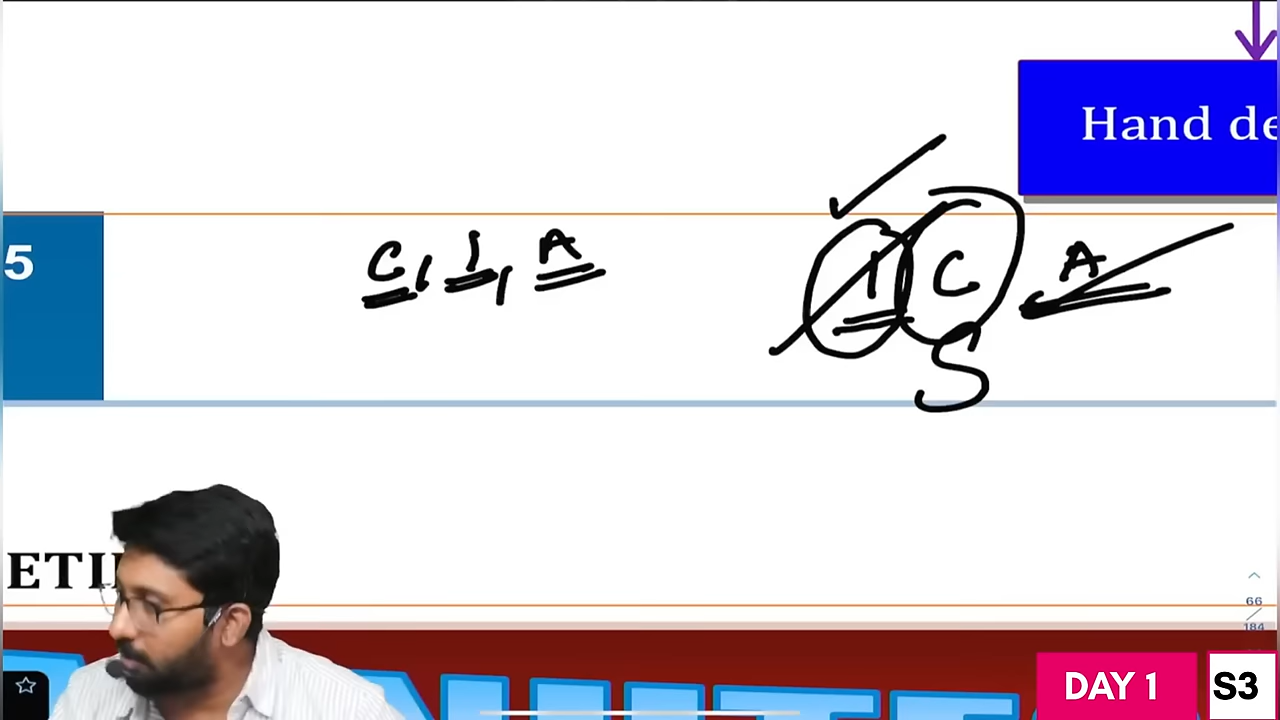 Hand de
5
C, I, A
I C A
S
ETI
66
184
DAY 1
S3